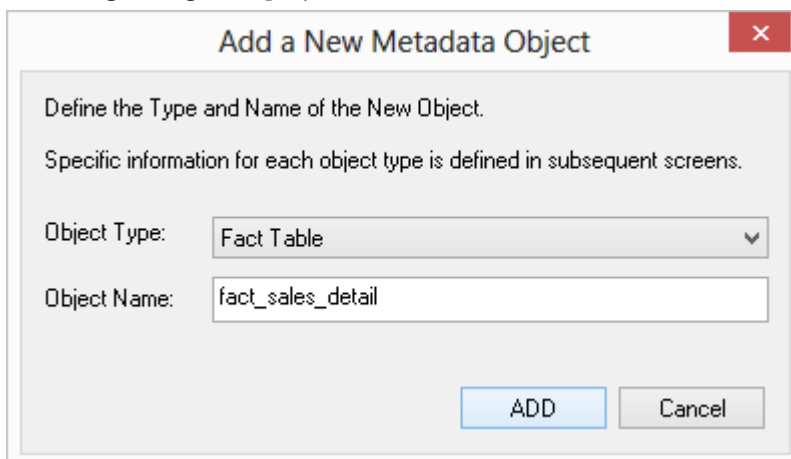 Add a New Metadata Object
Define the Type and Name of the New Object.
Specific information for each object type is defined in subsequent screens.
Object Type: Fact Table
Object Name: fact_sales_detail
ADD Cancel